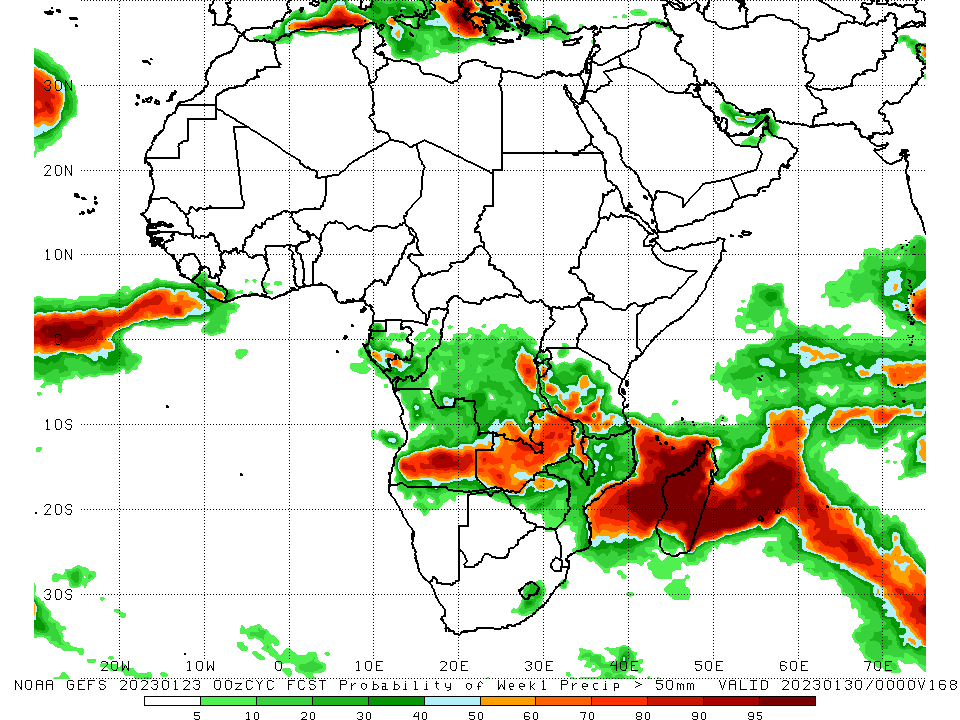 30N
20N
10N
0
10S
20S
30S
20W 10W 0 10E 20E 30E 40E 50E 60E 70E
NOAA GEFS 20230123 00zCYC FCST Probability of Week1 Precip > 50mm VALID 20230130/0000V168
5 10 20 30 40 50 60 70 80 90 95